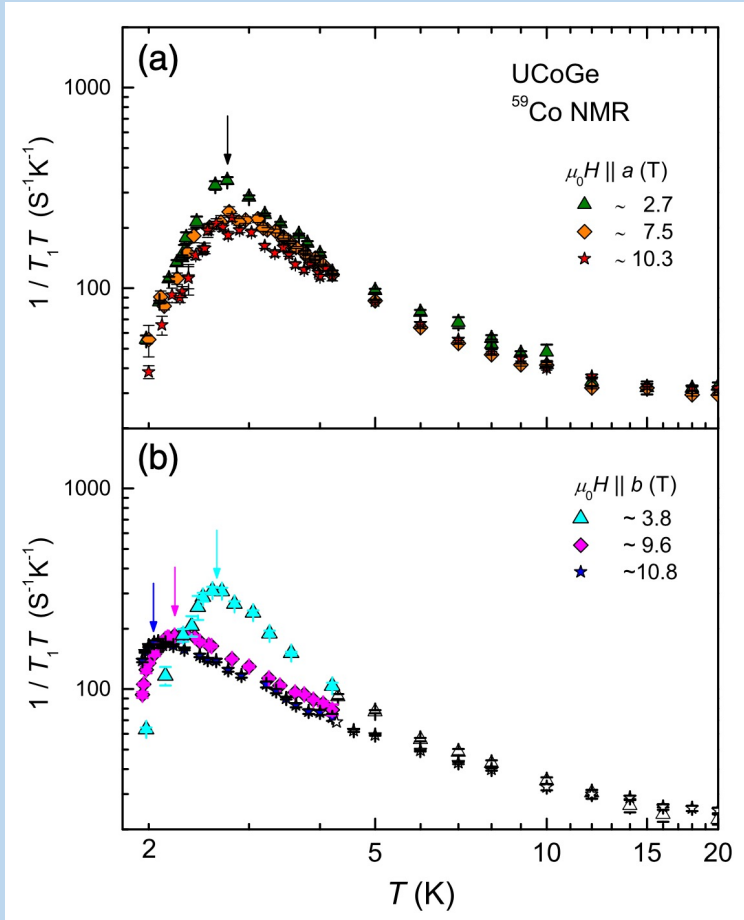 (a)
UCoGe
⁵⁹Co NMR
μ₀H || a (T)
~ 2.7
~ 7.5
~ 10.3
1000
100
1 / T₁T (S⁻¹K⁻¹)
(b)
μ₀H || b (T)
~ 3.8
~ 9.6
~10.8
1000
100
1 / T₁T (S⁻¹K⁻¹)
2 5 10 15 20
T (K)